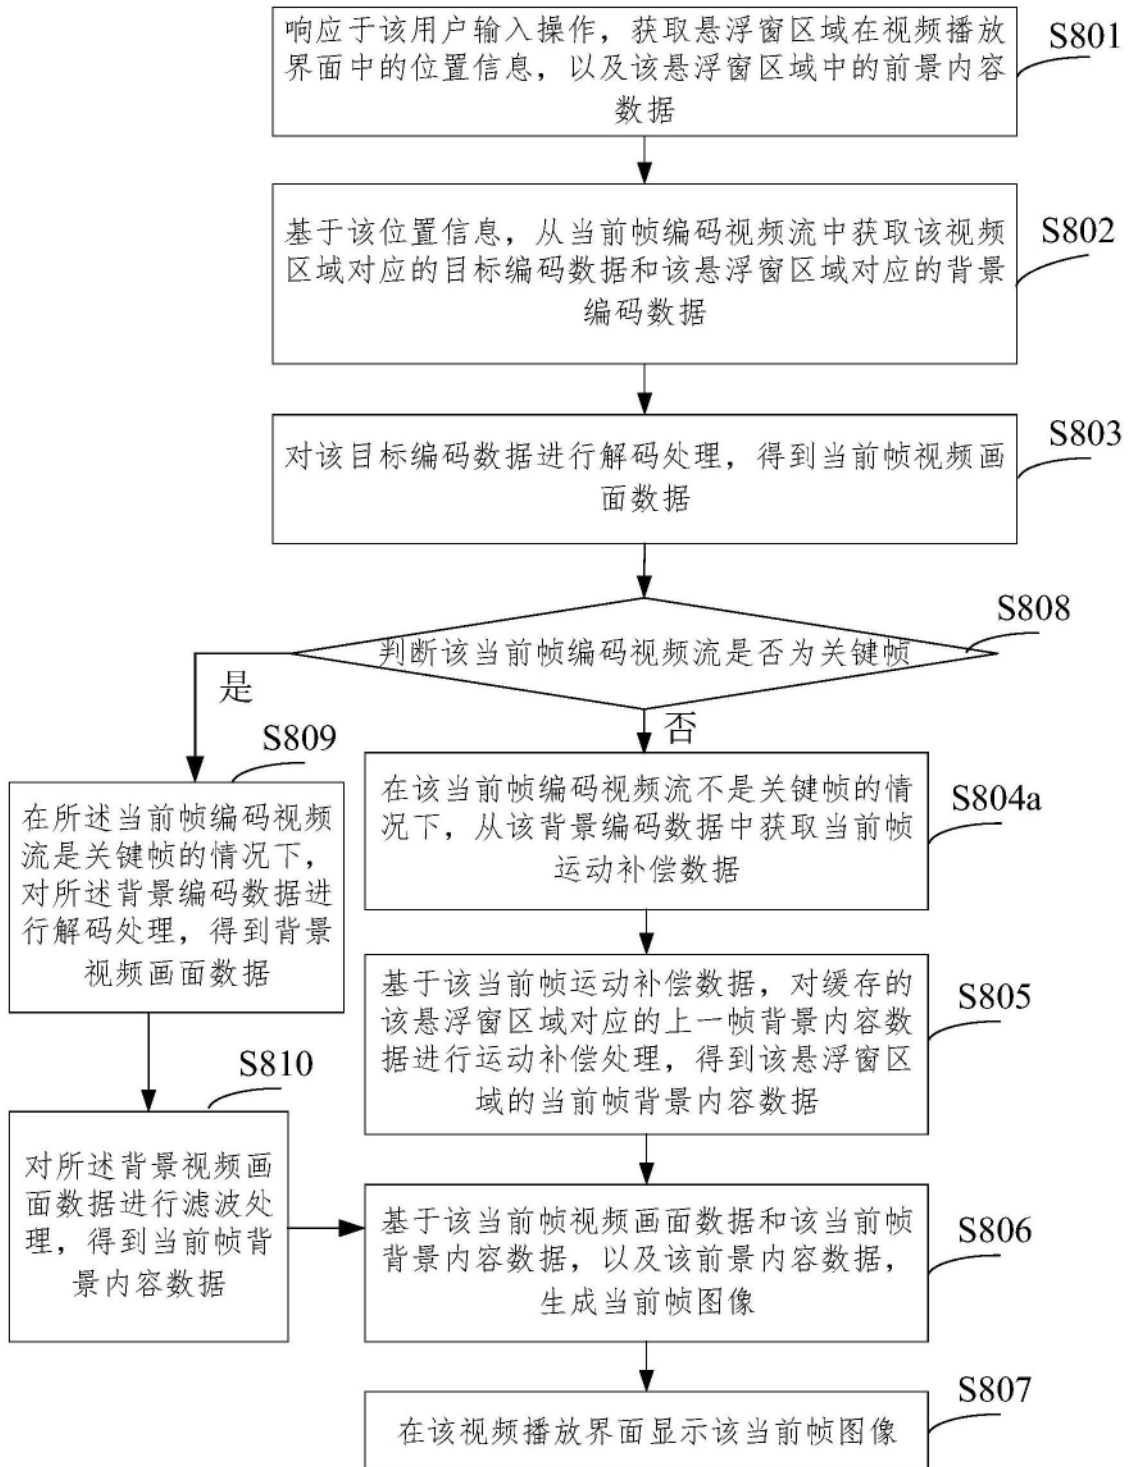 响应于该用户输入操作，获取悬浮窗区域在视频播放
界面中的位置信息，以及该悬浮窗区域中的前景内容
数据
S801
基于该位置信息，从当前帧编码视频流中获取该视频
区域对应的目标编码数据和该悬浮窗区域对应的背景
编码数据
S802
对该目标编码数据进行解码处理，得到当前帧视频画
面数据
S803
判断该当前帧编码视频流是否为关键帧
S808
是
否
S809
在所述当前帧编码视频
流是关键帧的情况下，
对所述背景编码数据进
行解码处理，得到背景
视频画面数据
在该当前帧编码视频流不是关键帧的情
况下，从该背景编码数据中获取当前帧
运动补偿数据
S804a
基于该当前帧运动补偿数据，对缓存的
该悬浮窗区域对应的上一帧背景内容数
据进行运动补偿处理，得到该悬浮窗区
域的当前帧背景内容数据
S805
S810
对所述背景视频画
面数据进行滤波处
理，得到当前帧背
景内容数据
基于该当前帧视频画面数据和该当前帧
背景内容数据，以及该前景内容数据，
生成当前帧图像
S806
在该视频播放界面显示该当前帧图像
S807